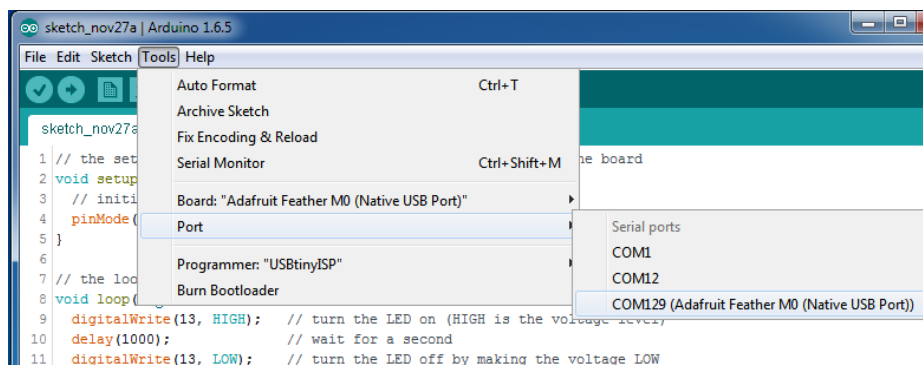 sketch_nov27a | Arduino 1.6.5
File Edit Sketch Tools Help
sketch_nov27a
Auto Format Ctrl+T
Archive Sketch
Fix Encoding & Reload
Serial Monitor Ctrl+Shift+M
Board: "Adafruit Feather M0 (Native USB Port)"
Port
Programmer: "USBtinyISP"
Burn Bootloader
Serial ports
COM1
COM12
COM129 (Adafruit Feather M0 (Native USB Port))
1 // the set board
2 void setup
3 // initi
4 pinMode(
5 }
6
7 // the loo
8 void loop(
9 digitalWrite(13, HIGH); // turn the LED on (HIGH is the voltage level)
10 delay(1000); // wait for a second
11 digitalWrite(13, LOW); // turn the LED off by making the voltage LOW